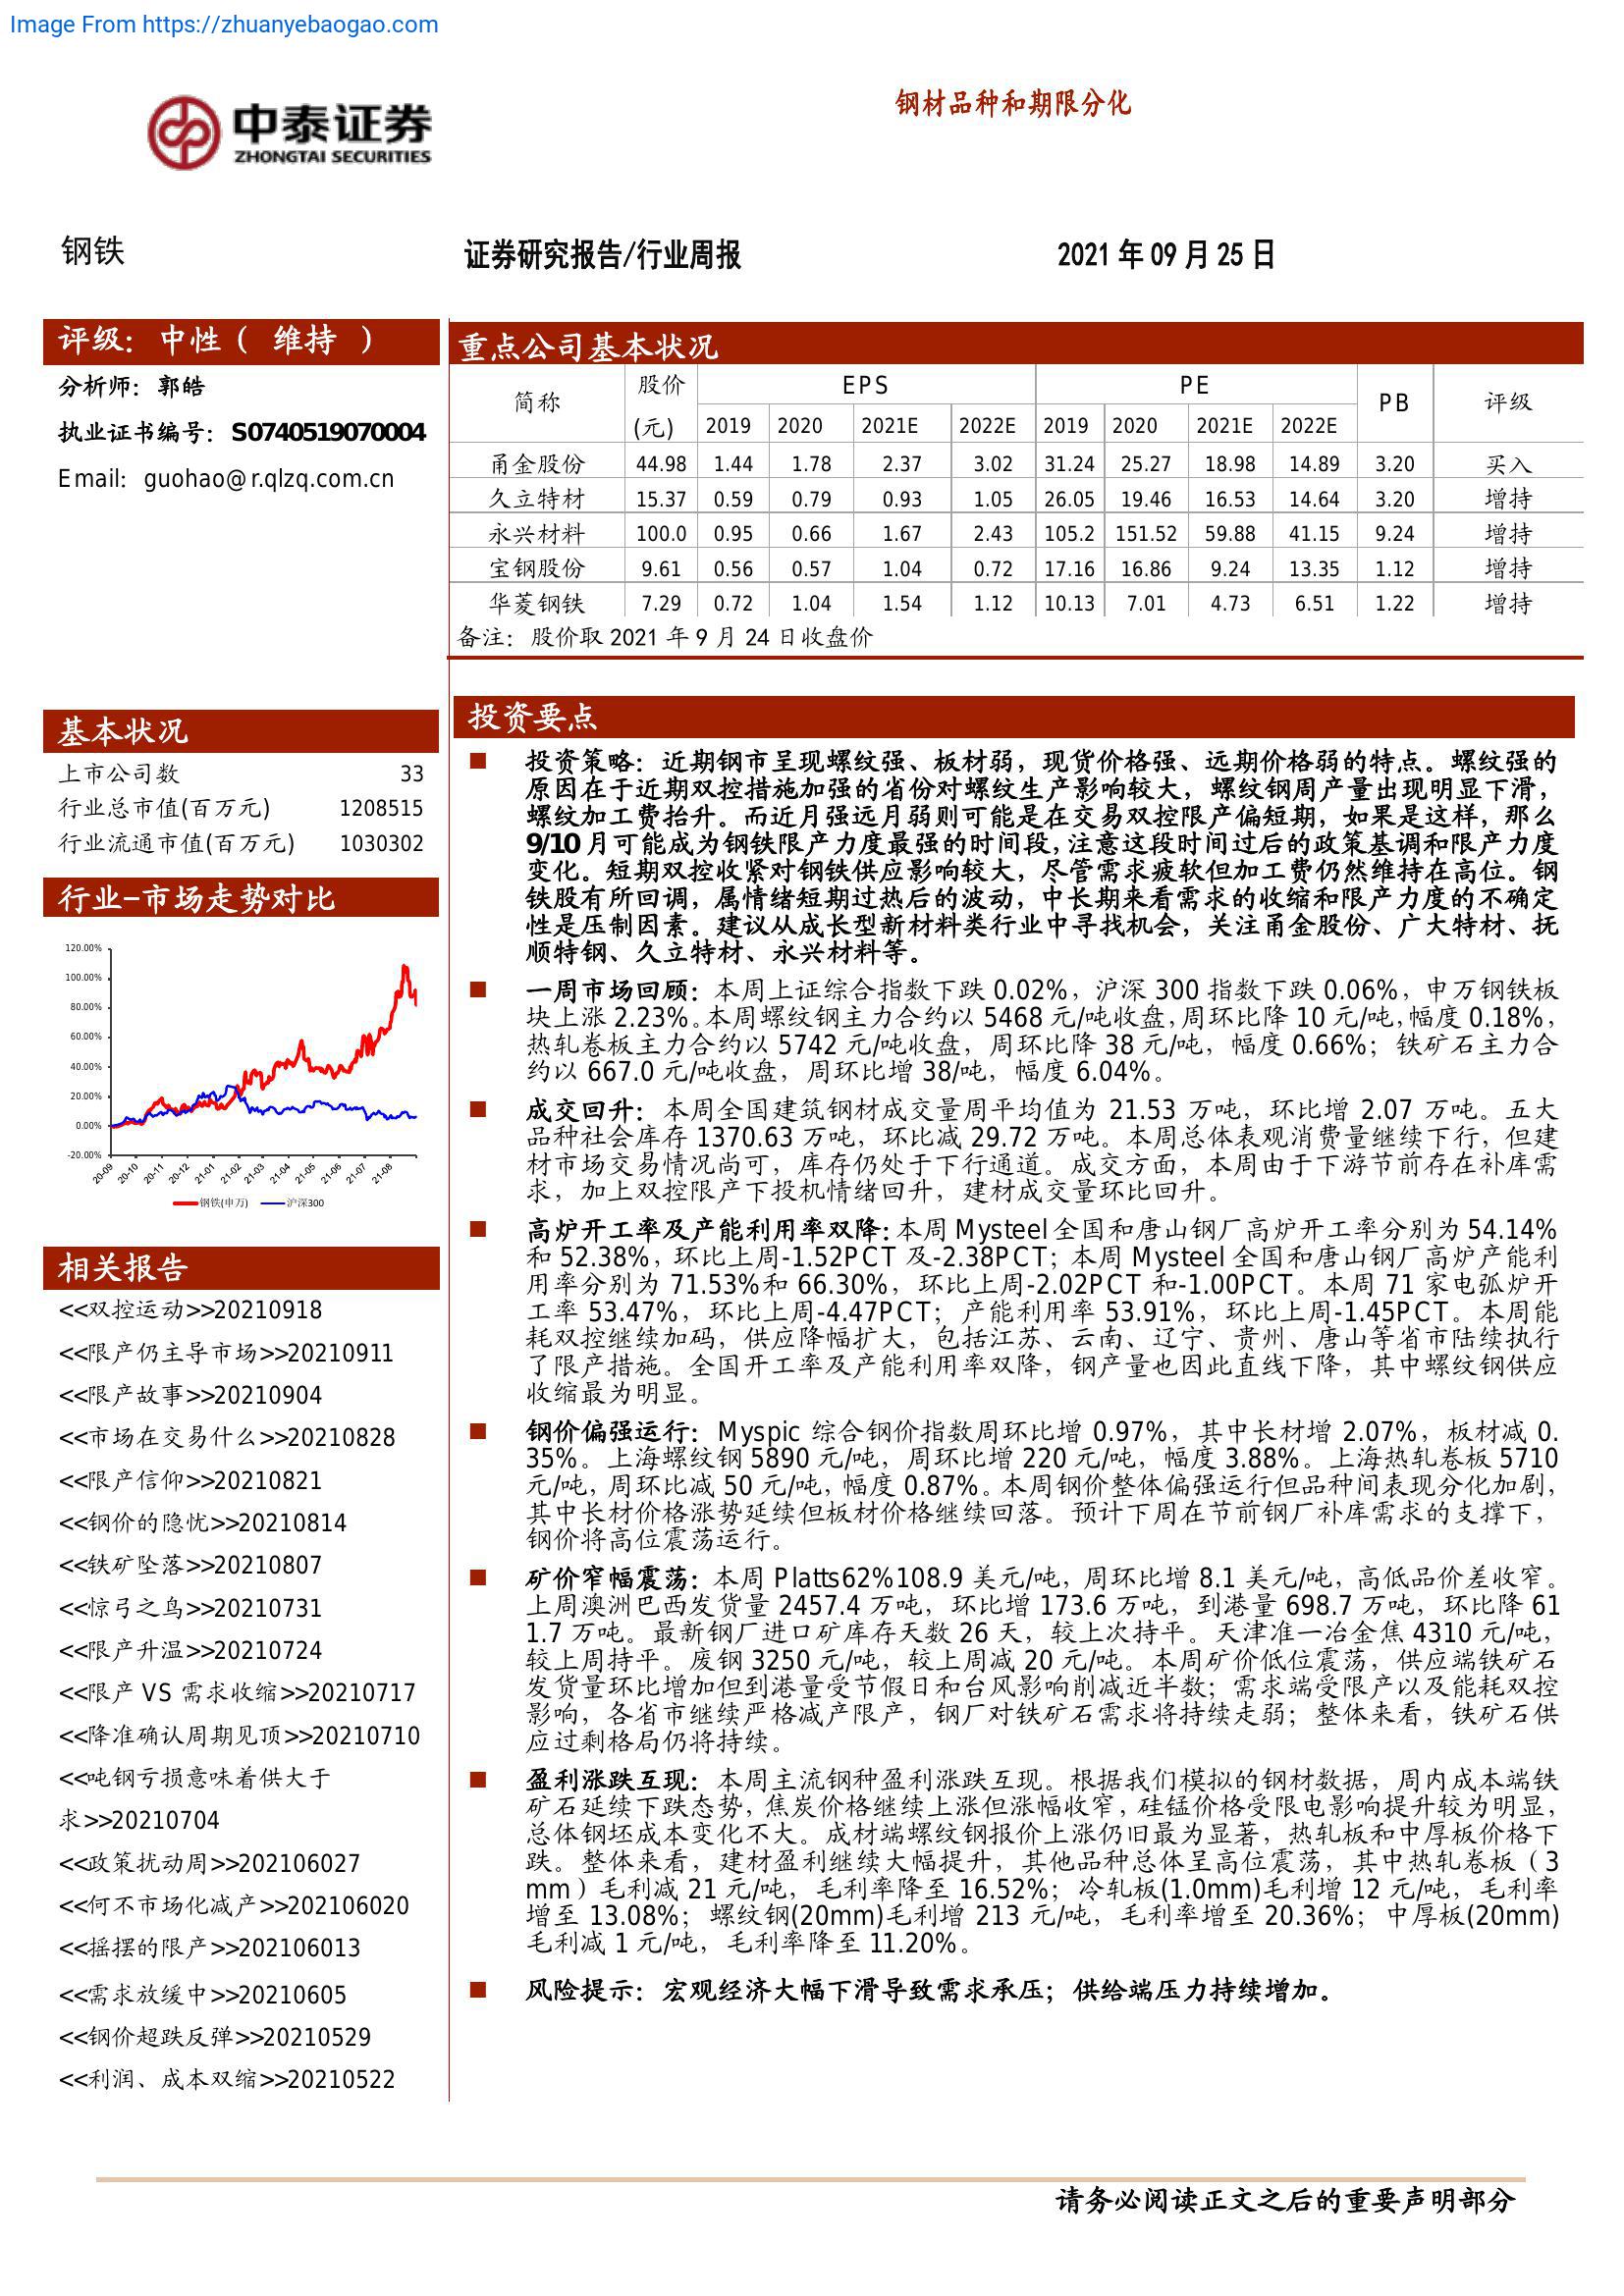 Image From https://zhuanyebaogao.com
中泰证券
ZHONGTAI SECURITIES
钢材品种和期限分化
钢铁
证券研究报告/行业周报
2021 年 09 月 25 日
评级：中性（ 维持 ）
分析师：郭皓
执业证书编号：S0740519070004
Email：guohao@r.qlzq.com.cn
重点公司基本状况
简称 股价 EPS PE PB 评级
(元) 2019 2020 2021E 2022E 2019 2020 2021E 2022E
甬金股份 44.98 1.44 1.78 2.37 3.02 31.24 25.27 18.98 14.89 3.20 买入
久立特材 15.37 0.59 0.79 0.93 1.05 26.05 19.46 16.53 14.64 3.20 增持
永兴材料 100.0 0.95 0.66 1.67 2.43 105.2 151.52 59.88 41.15 9.24 增持
宝钢股份 9.61 0.56 0.57 1.04 0.72 17.16 16.86 9.24 13.35 1.12 增持
华菱钢铁 7.29 0.72 1.04 1.54 1.12 10.13 7.01 4.73 6.51 1.22 增持
备注：股价取 2021 年 9 月 24 日收盘价
基本状况
上市公司数 33
行业总市值(百万元) 1208515
行业流通市值(百万元) 1030302
行业-市场走势对比
120.00%
100.00%
80.00%
60.00%
40.00%
20.00%
0.00%
-20.00%
20-09 20-10 20-11 20-12 21-01 21-02 21-03 21-04 21-05 21-06 21-07 21-08
钢铁(申万) 沪深300
相关报告
<<双控运动>>20210918
<<限产仍主导市场>>20210911
<<限产故事>>20210904
<<市场在交易什么>>20210828
<<限产信仰>>20210821
<<钢价的隐忧>>20210814
<<铁矿坠落>>20210807
<<惊弓之鸟>>20210731
<<限产升温>>20210724
<<限产 VS 需求收缩>>20210717
<<降准确认周期见顶>>20210710
<<吨钢亏损意味着供大于
求>>20210704
<<政策扰动周>>202106027
<<何不市场化减产>>202106020
<<摇摆的限产>>202106013
<<需求放缓中>>20210605
<<钢价超跌反弹>>20210529
<<利润、成本双缩>>20210522
投资要点
■ 投资策略：近期钢市呈现螺纹强、板材弱，现货价格强、远期价格弱的特点。螺纹强的
原因在于近期双控措施加强的省份对螺纹生产影响较大，螺纹钢周产量出现明显下滑，
螺纹加工费抬升。而近月强远月弱则可能是在交易双控限产偏短期，如果是这样，那么
9/10 月可能成为钢铁限产力度最强的时间段，注意这段时间过后的政策基调和限产力度
变化。短期双控收紧对钢铁供应影响较大，尽管需求疲软但加工费仍然维持在高位。钢
铁股有所回调，属情绪短期过热后的波动，中长期来看需求的收缩和限产力度的不确定
性是压制因素。建议从成长型新材料类行业中寻找机会，关注甬金股份、广大特材、抚
顺特钢、久立特材、永兴材料等。
■ 一周市场回顾：本周上证综合指数下跌 0.02%，沪深 300 指数下跌 0.06%，申万钢铁板
块上涨 2.23%。本周螺纹钢主力合约以 5468 元/吨收盘，周环比降 10 元/吨，幅度 0.18%，
热轧卷板主力合约以 5742 元/吨收盘，周环比降 38 元/吨，幅度 0.66%；铁矿石主力合
约以 667.0 元/吨收盘，周环比增 38/吨，幅度 6.04%。
■ 成交回升：本周全国建筑钢材成交量周平均值为 21.53 万吨，环比增 2.07 万吨。五大
品种社会库存 1370.63 万吨，环比减 29.72 万吨。本周总体表观消费量继续下行，但建
材市场交易情况尚可，库存仍处于下行通道。成交方面，本周由于下游节前存在补库需
求，加上双控限产下投机情绪回升，建材成交量环比回升。
■ 高炉开工率及产能利用率双降：本周 Mysteel 全国和唐山钢厂高炉开工率分别为 54.14%
和 52.38%，环比上周-1.52PCT 及-2.38PCT；本周 Mysteel 全国和唐山钢厂高炉产能利
用率分别为 71.53%和 66.30%，环比上周-2.02PCT 和-1.00PCT。本周 71 家电弧炉开
工率 53.47%，环比上周-4.47PCT；产能利用率 53.91%，环比上周-1.45PCT。本周能
耗双控继续加码，供应降幅扩大，包括江苏、云南、辽宁、贵州、唐山等省市陆续执行
了限产措施。全国开工率及产能利用率双降，钢产量也因此直线下降，其中螺纹钢供应
收缩最为明显。
■ 钢价偏强运行：Myspic 综合钢价指数周环比增 0.97%，其中长材增 2.07%，板材减 0.
35%。上海螺纹钢 5890 元/吨，周环比增 220 元/吨，幅度 3.88%。上海热轧卷板 5710
元/吨，周环比减 50 元/吨，幅度 0.87%。本周钢价整体偏强运行但品种间表现分化加剧，
其中长材价格涨势延续但板材价格继续回落。预计下周在节前钢厂补库需求的支撑下，
钢价将高位震荡运行。
■ 矿价窄幅震荡：本周 Platts62%108.9 美元/吨，周环比增 8.1 美元/吨，高低品价差收窄。
上周澳洲巴西发货量 2457.4 万吨，环比增 173.6 万吨，到港量 698.7 万吨，环比降 61
1.7 万吨。最新钢厂进口矿库存天数 26 天，较上次持平。天津准一冶金焦 4310 元/吨，
较上周持平。废钢 3250 元/吨，较上周减 20 元/吨。本周矿价低位震荡，供应端铁矿石
发货量环比增加但到港量受节假日和台风影响削减近半数；需求端受限产以及能耗双控
影响，各省市继续严格减产限产，钢厂对铁矿石需求将持续走弱；整体来看，铁矿石供
应过剩格局仍将持续。
■ 盈利涨跌互现：本周主流钢种盈利涨跌互现。根据我们模拟的钢材数据，周内成本端铁
矿石延续下跌态势，焦炭价格继续上涨但涨幅收窄，硅锰价格受限电影响提升较为明显，
总体钢坯成本变化不大。成材端螺纹钢报价上涨仍旧最为显著，热轧板和中厚板价格下
跌。整体来看，建材盈利继续大幅提升，其他品种总体呈高位震荡，其中热轧卷板（3
mm）毛利减 21 元/吨，毛利率降至 16.52%；冷轧板(1.0mm)毛利增 12 元/吨，毛利率
增至 13.08%；螺纹钢(20mm)毛利增 213 元/吨，毛利率增至 20.36%；中厚板(20mm)
毛利减 1 元/吨，毛利率降至 11.20%。
■ 风险提示：宏观经济大幅下滑导致需求承压；供给端压力持续增加。
请务必阅读正文之后的重要声明部分